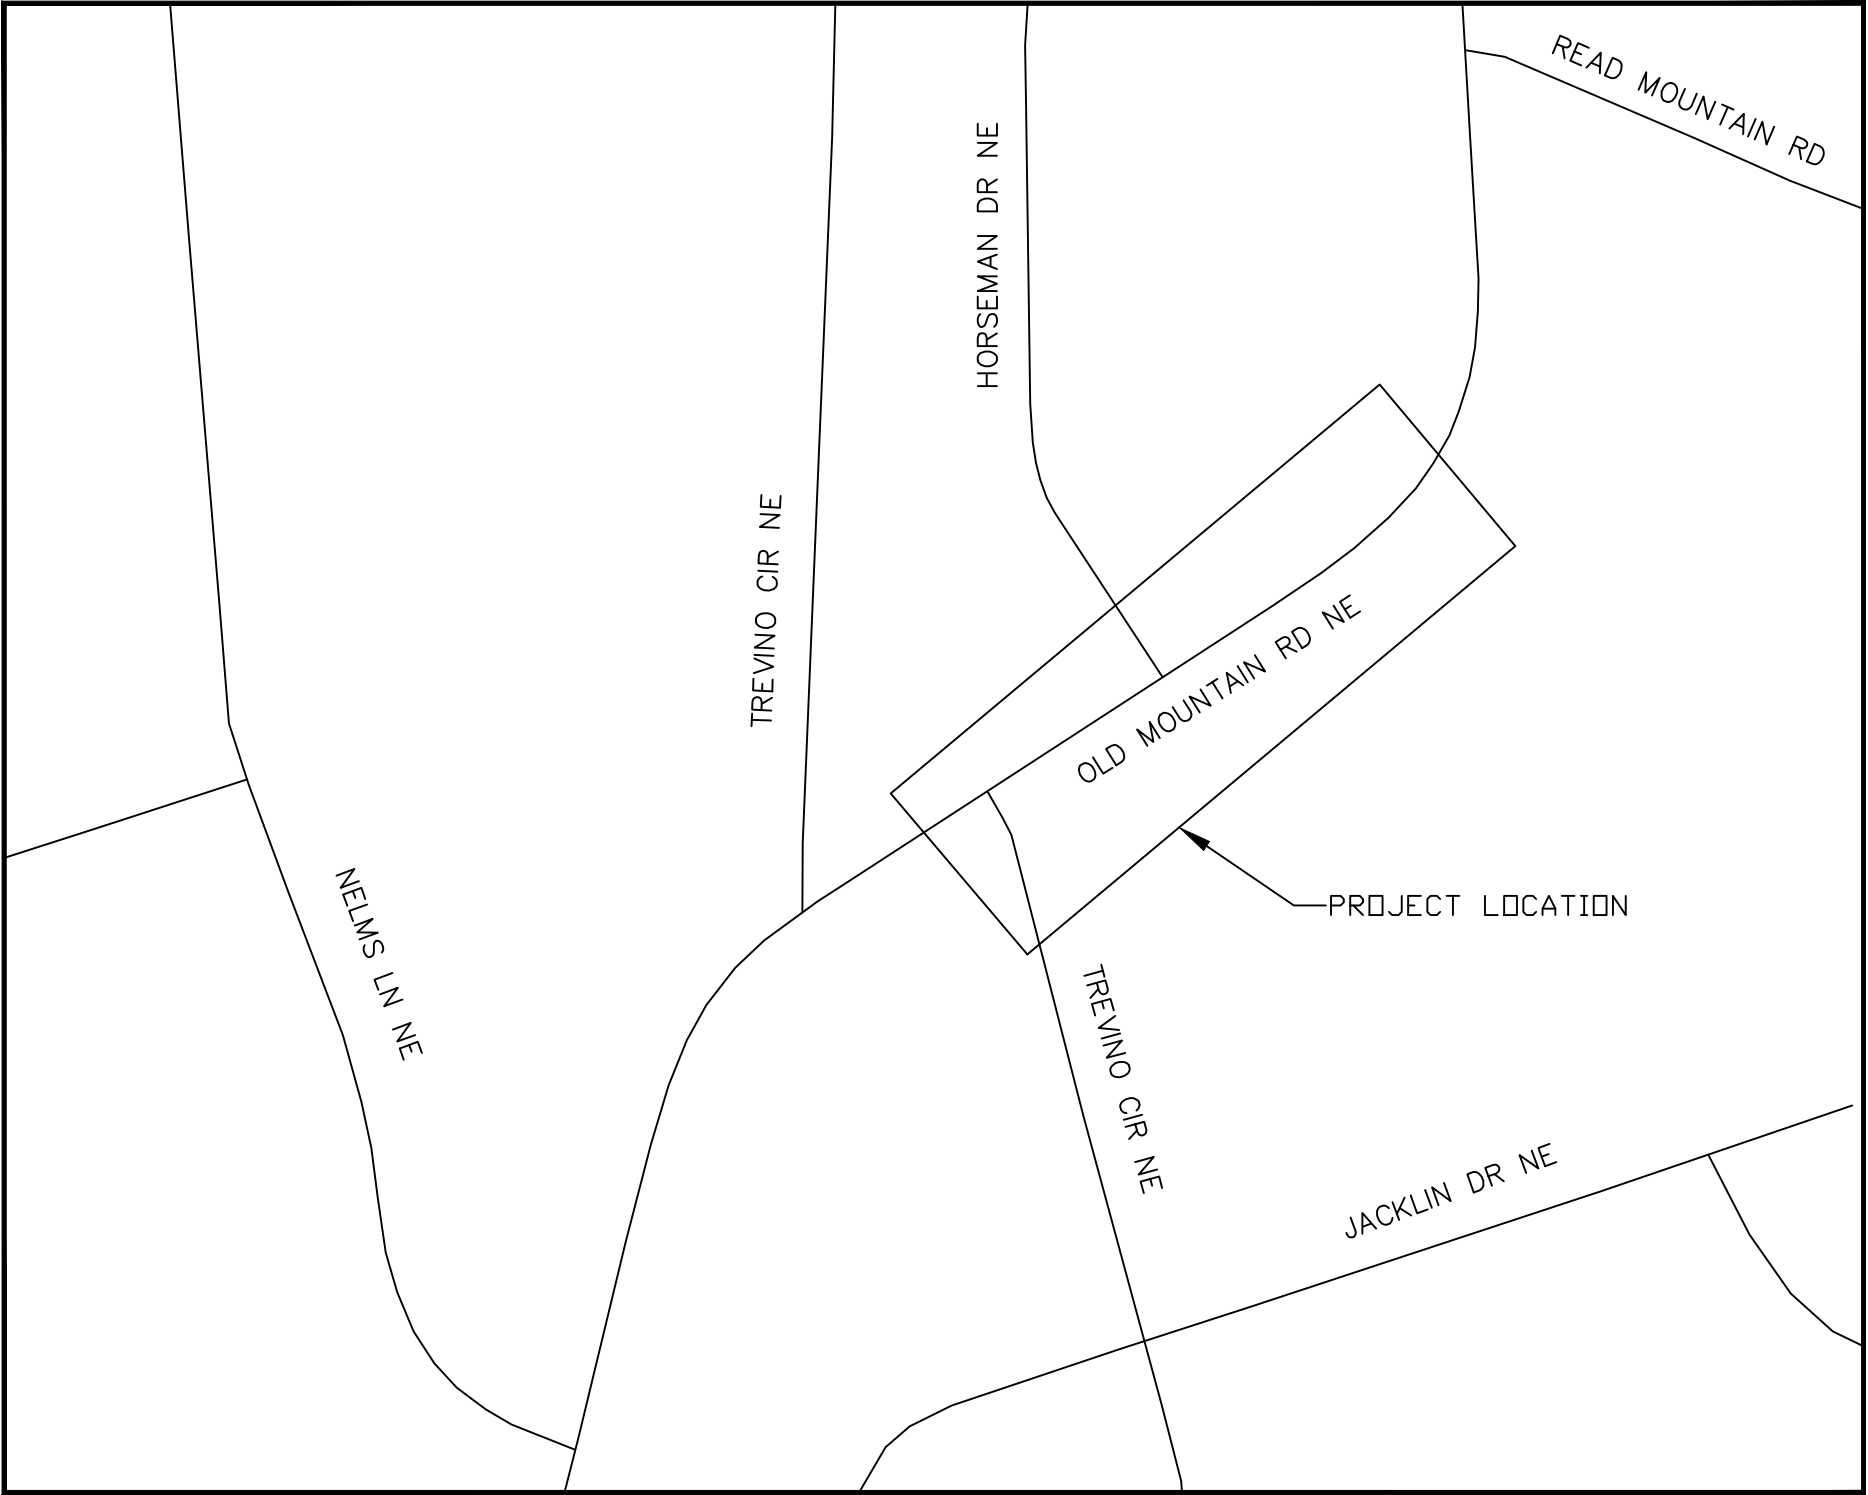 READ MOUNTAIN RD
HORSEMAN DR NE
TREVINO CIR NE
OLD MOUNTAIN RD NE
NELMS LN NE
PROJECT LOCATION
TREVINO CIR NE
JACKLIN DR NE